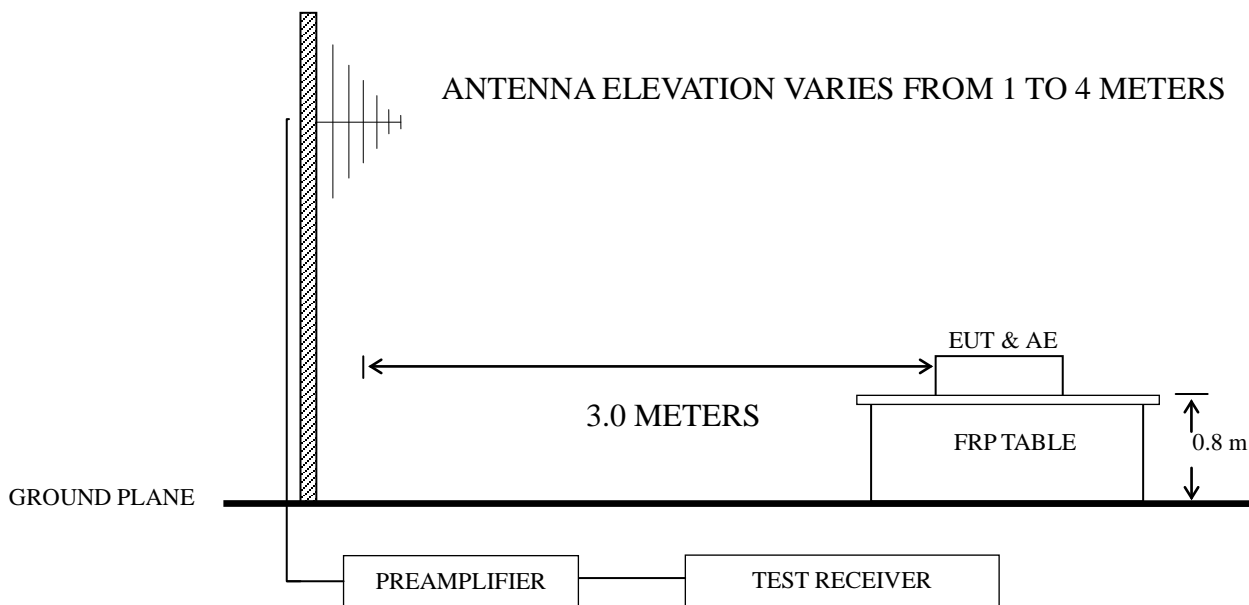 ANTENNA ELEVATION VARIES FROM 1 TO 4 METERS
EUT & AE
3.0 METERS
FRP TABLE
0.8 m
GROUND PLANE
PREAMPLIFIER
TEST RECEIVER